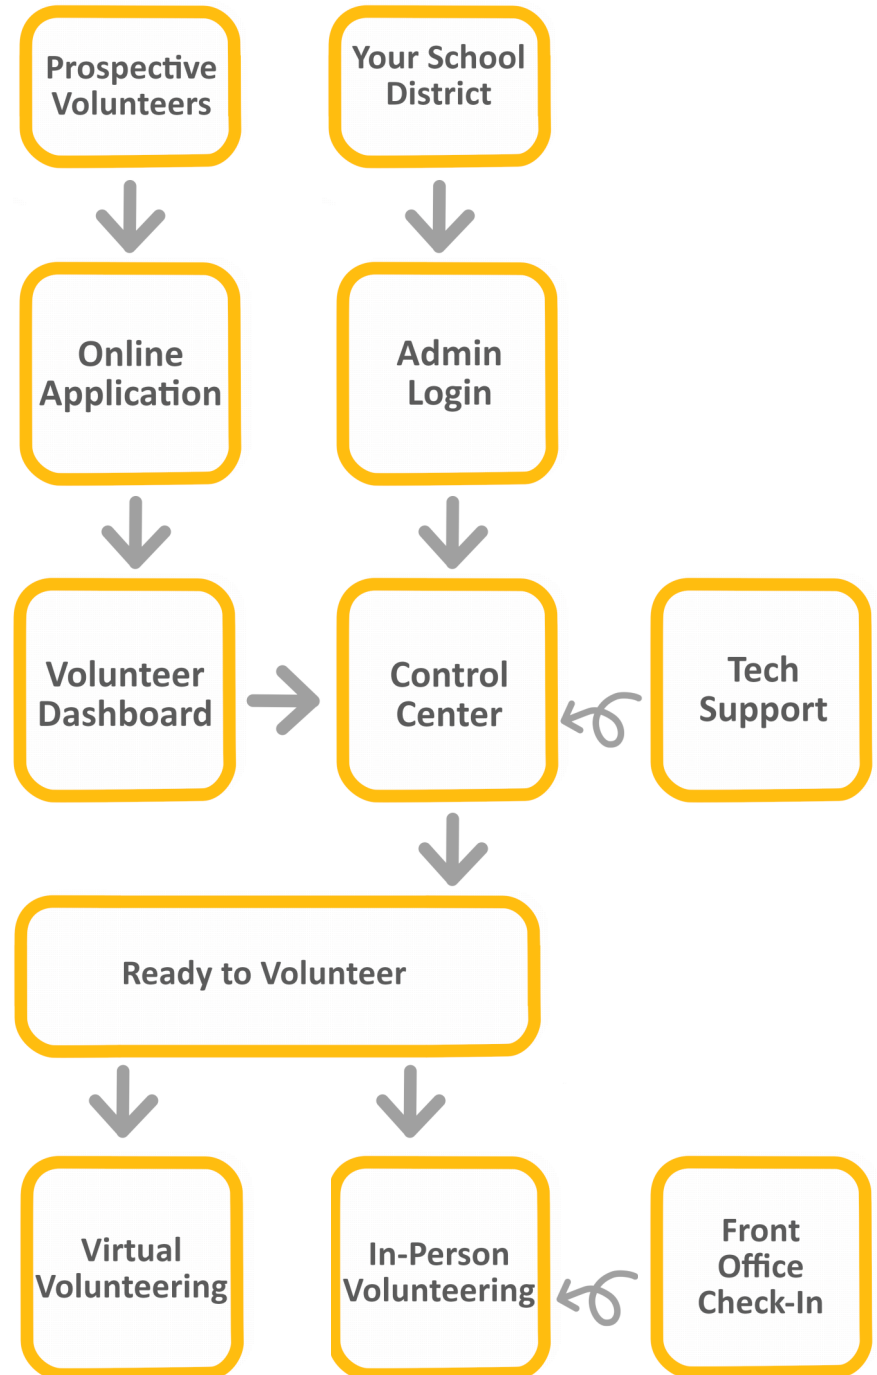 Prospective
Volunteers
Your School
District
Online
Application
Admin
Login
Volunteer
Dashboard
Control
Center
Tech
Support
Ready to Volunteer
Virtual
Volunteering
In-Person
Volunteering
Front
Office
Check-In